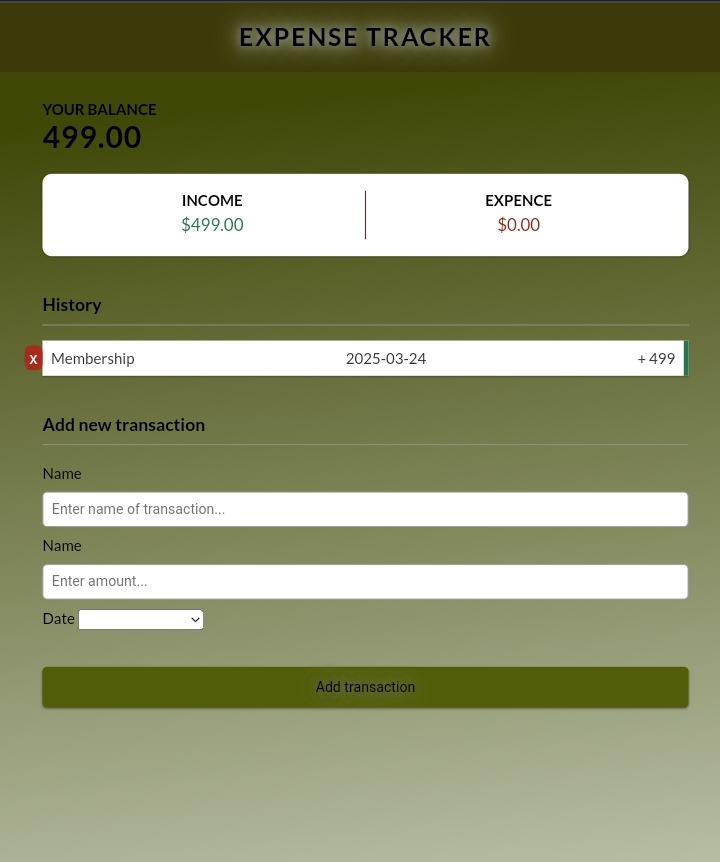 EXPENSE TRACKER
YOUR BALANCE
499.00
INCOME EXPENCE
$499.00 $0.00
History
X Membership 2025-03-24 + 499
Add new transaction
Name
Enter name of transaction...
Name
Enter amount...
Date
Add transaction